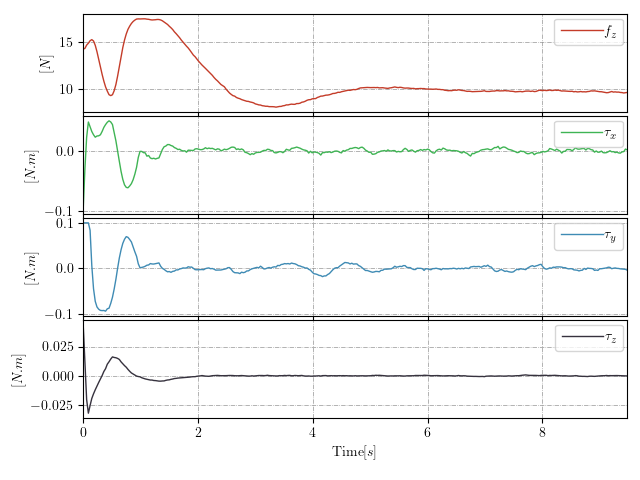 f_z
15
10
[N]
τ_x
0.0
−0.1
[N.m]
τ_y
0.1
0.0
−0.1
[N.m]
τ_z
0.025
0.000
−0.025
[N.m]
0 2 4 6 8
Time[s]